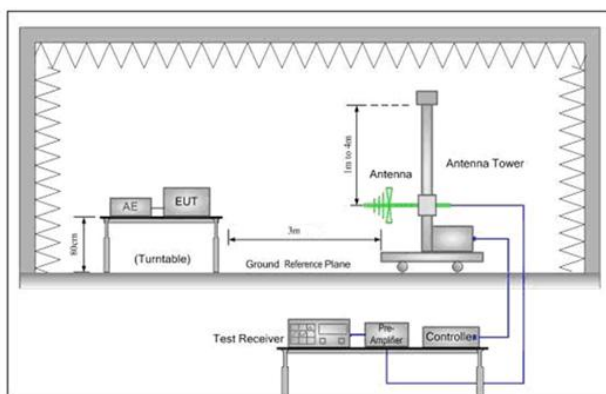 1m to 4m
Antenna
Antenna Tower
AE
EUT
80cm
(Turntable)
3m
Ground Reference Plane
Test Receiver
Pre-
Amplifier
Controller